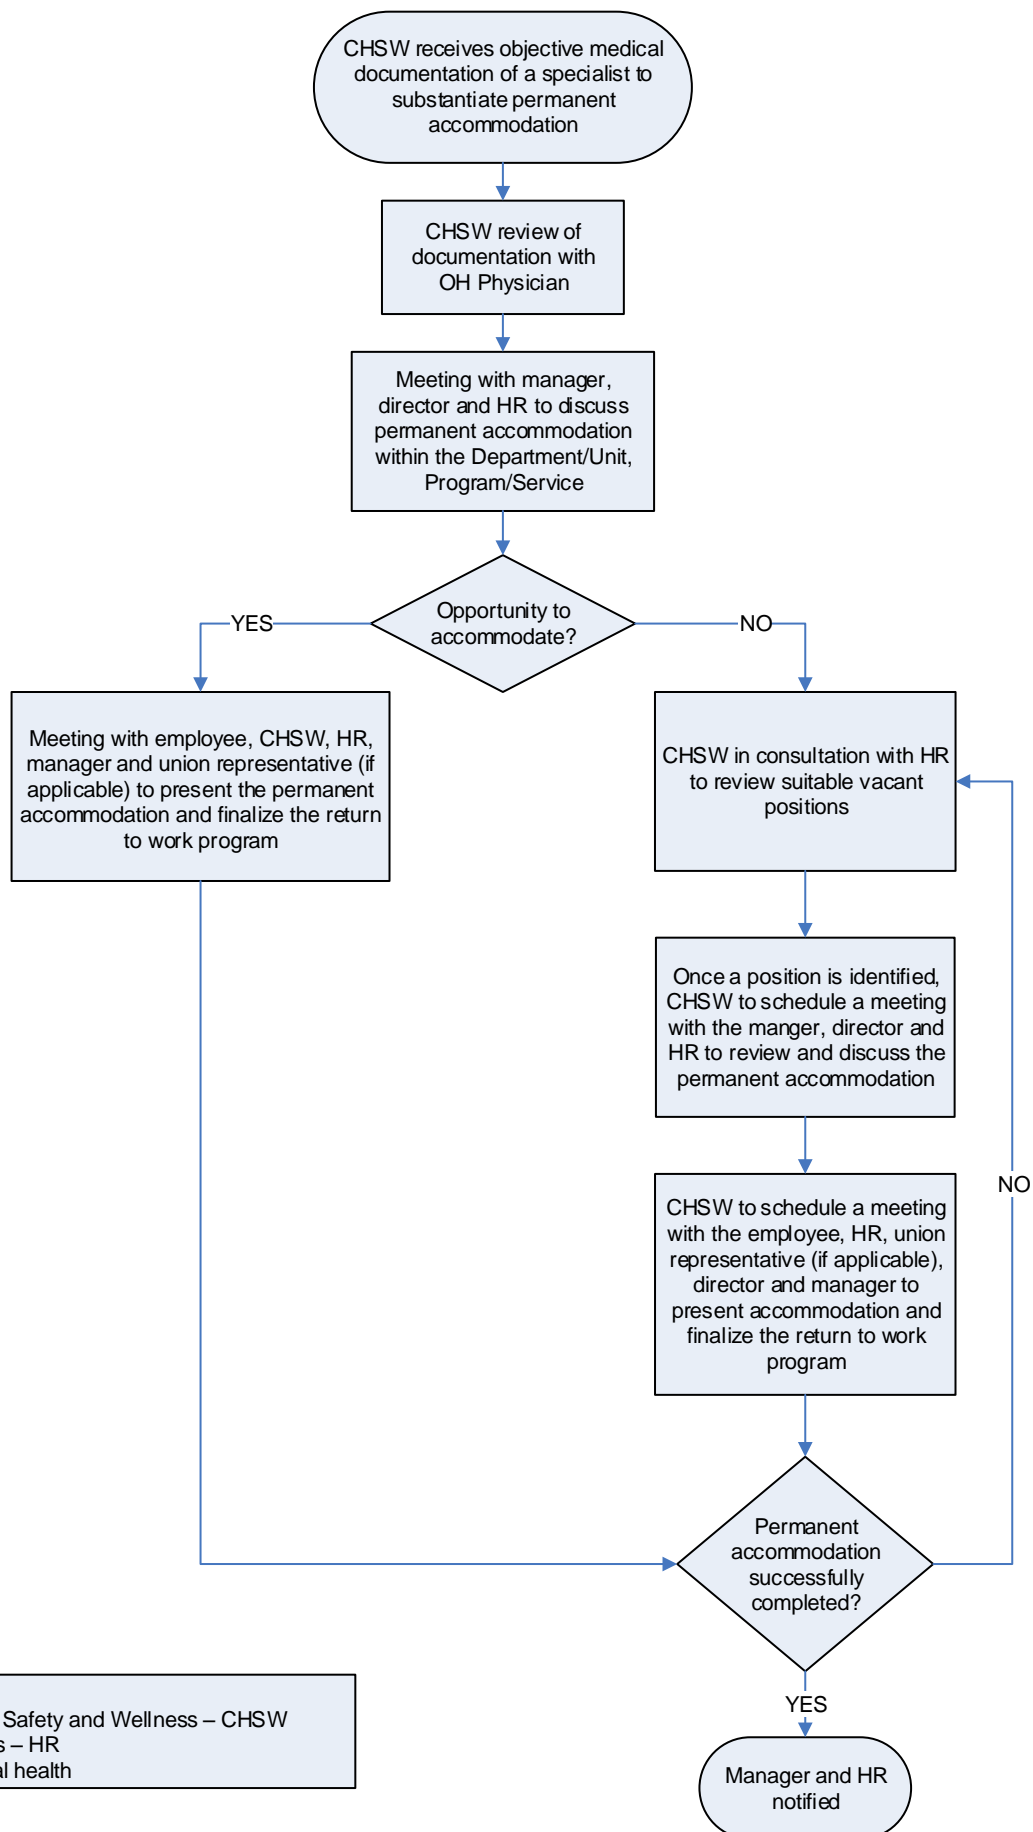 CHSW receives objective medical
documentation of a specialist to
substantiate permanent
accommodation
CHSW review of
documentation with
OH Physician
Meeting with manager,
director and HR to discuss
permanent accommodation
within the Department/Unit,
Program/Service
Opportunity to
accommodate?
YES
NO
Meeting with employee, CHSW, HR,
manager and union representative (if
applicable) to present the permanent
accommodation and finalize the return
to work program
CHSW in consultation with HR
to review suitable vacant
positions
Once a position is identified,
CHSW to schedule a meeting
with the manger, director and
HR to review and discuss the
permanent accommodation
CHSW to schedule a meeting
with the employee, HR, union
representative (if applicable),
director and manager to
present accommodation and
finalize the return to work
program
NO
Permanent
accommodation
successfully
completed?
YES
Manager and HR
notified
Safety and Wellness – CHSW
s – HR
al health